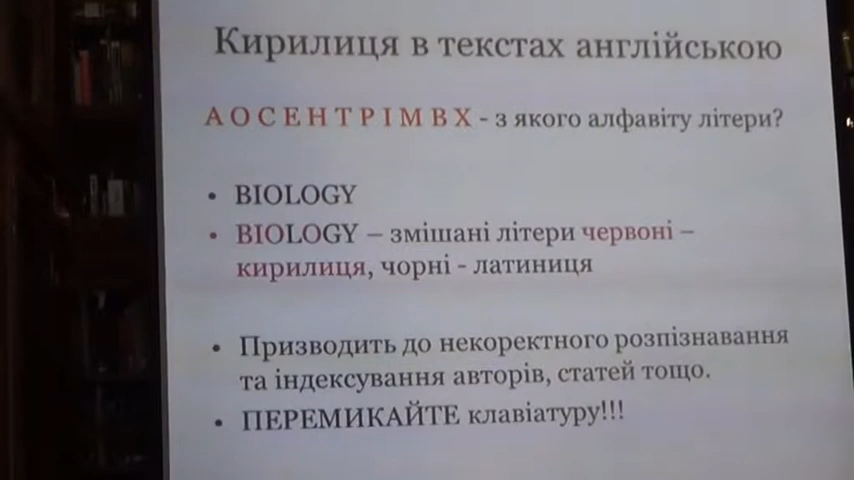 Кирилиця в текстах англійською
А О С Е Н Т Р І М В Х - з якого алфавіту літери?
• BIOLOGY
• ВІОLОGY – змішані літери червоні –
кирилиця, чорні - латиниця
• Призводить до некоректного розпізнавання
та індексування авторів, статей тощо.
• ПЕРЕМИКАЙТЕ клавіатуру!!!